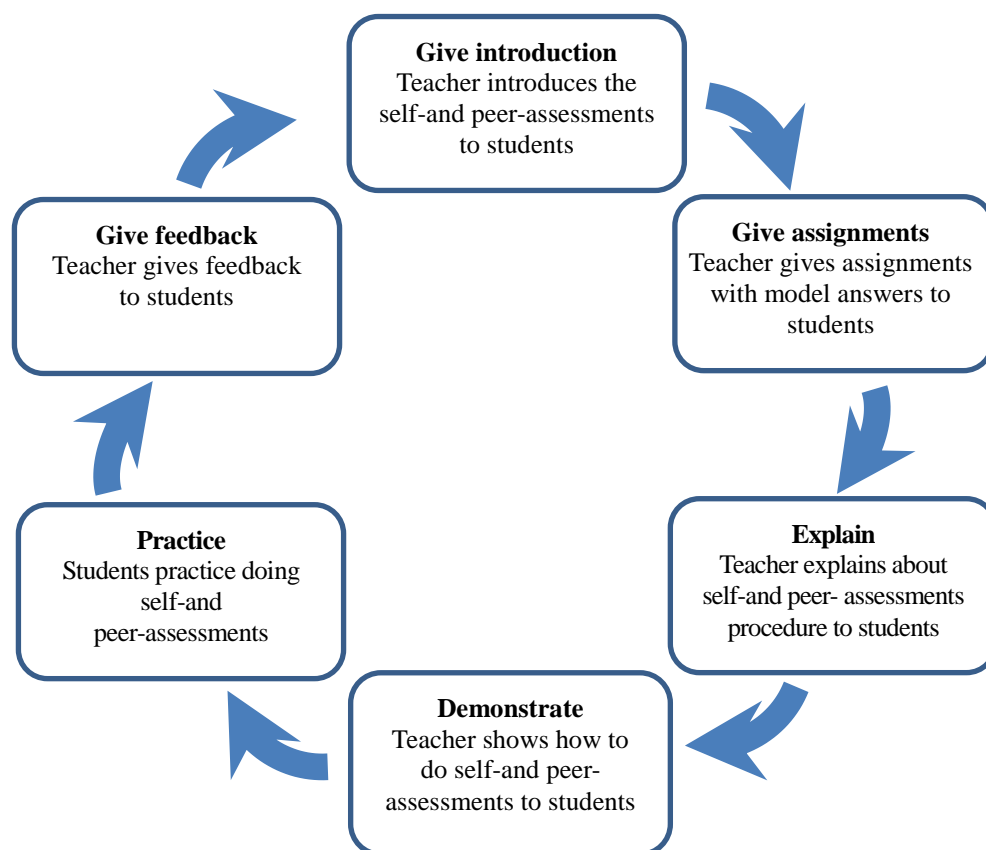 Give introduction
Teacher introduces the
self-and peer-assessments
to students
Give assignments
Teacher gives assignments
with model answers to
students
Explain
Teacher explains about
self-and peer- assessments
procedure to students
Demonstrate
Teacher shows how to
do self-and peer-
assessments to students
Practice
Students practice doing
self-and
peer-assessments
Give feedback
Teacher gives feedback
to students